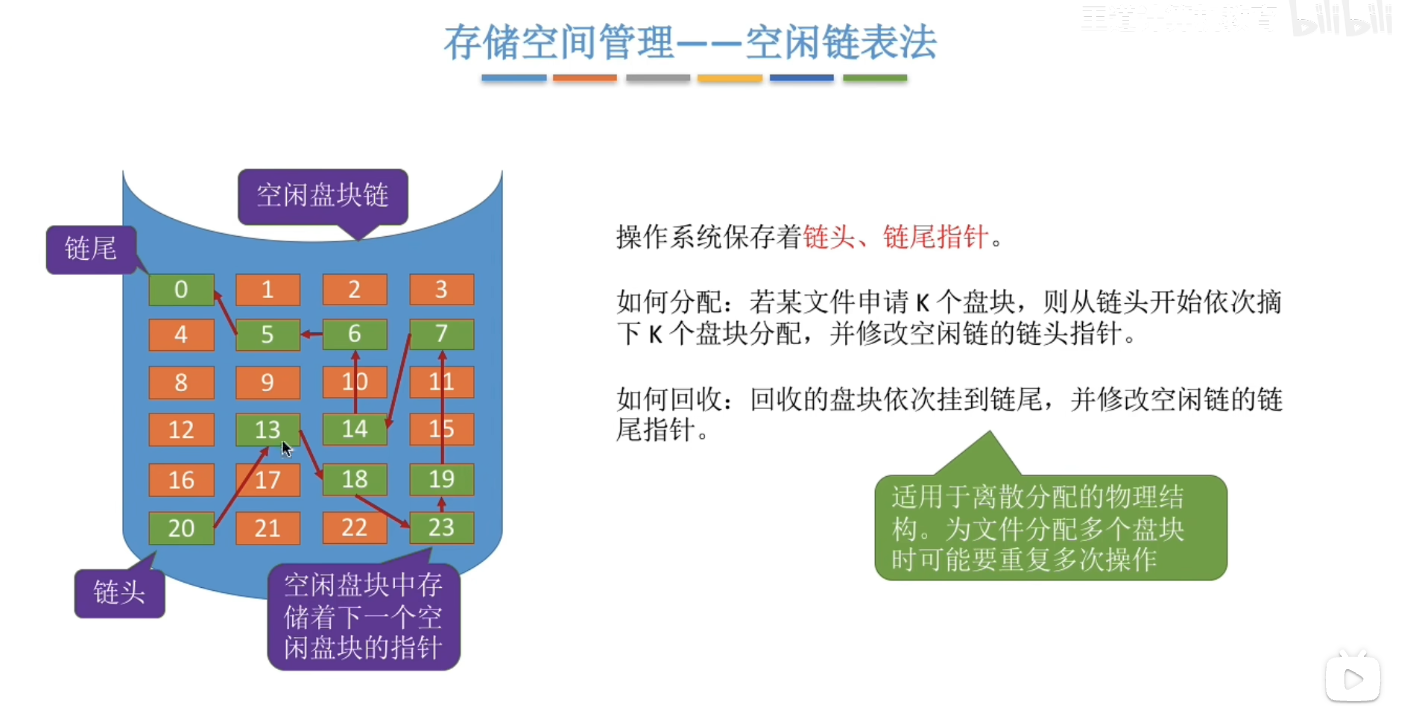 存储空间管理——空闲链表法
bilibili
空闲盘块链
链尾
0 1 2 3
4 5 6 7
8 9 10 11
12 13 14 15
16 17 18 19
20 21 22 23
链头
空闲盘块中存
储着下一个空
闲盘块的指针
操作系统保存着链头、链尾指针。
如何分配：若某文件申请 K 个盘块，则从链头开始依次摘
下 K 个盘块分配，并修改空闲链的链头指针。
如何回收：回收的盘块依次挂到链尾，并修改空闲链的链
尾指针。
适用于离散分配的物理结
构。为文件分配多个盘块
时可能要重复多次操作